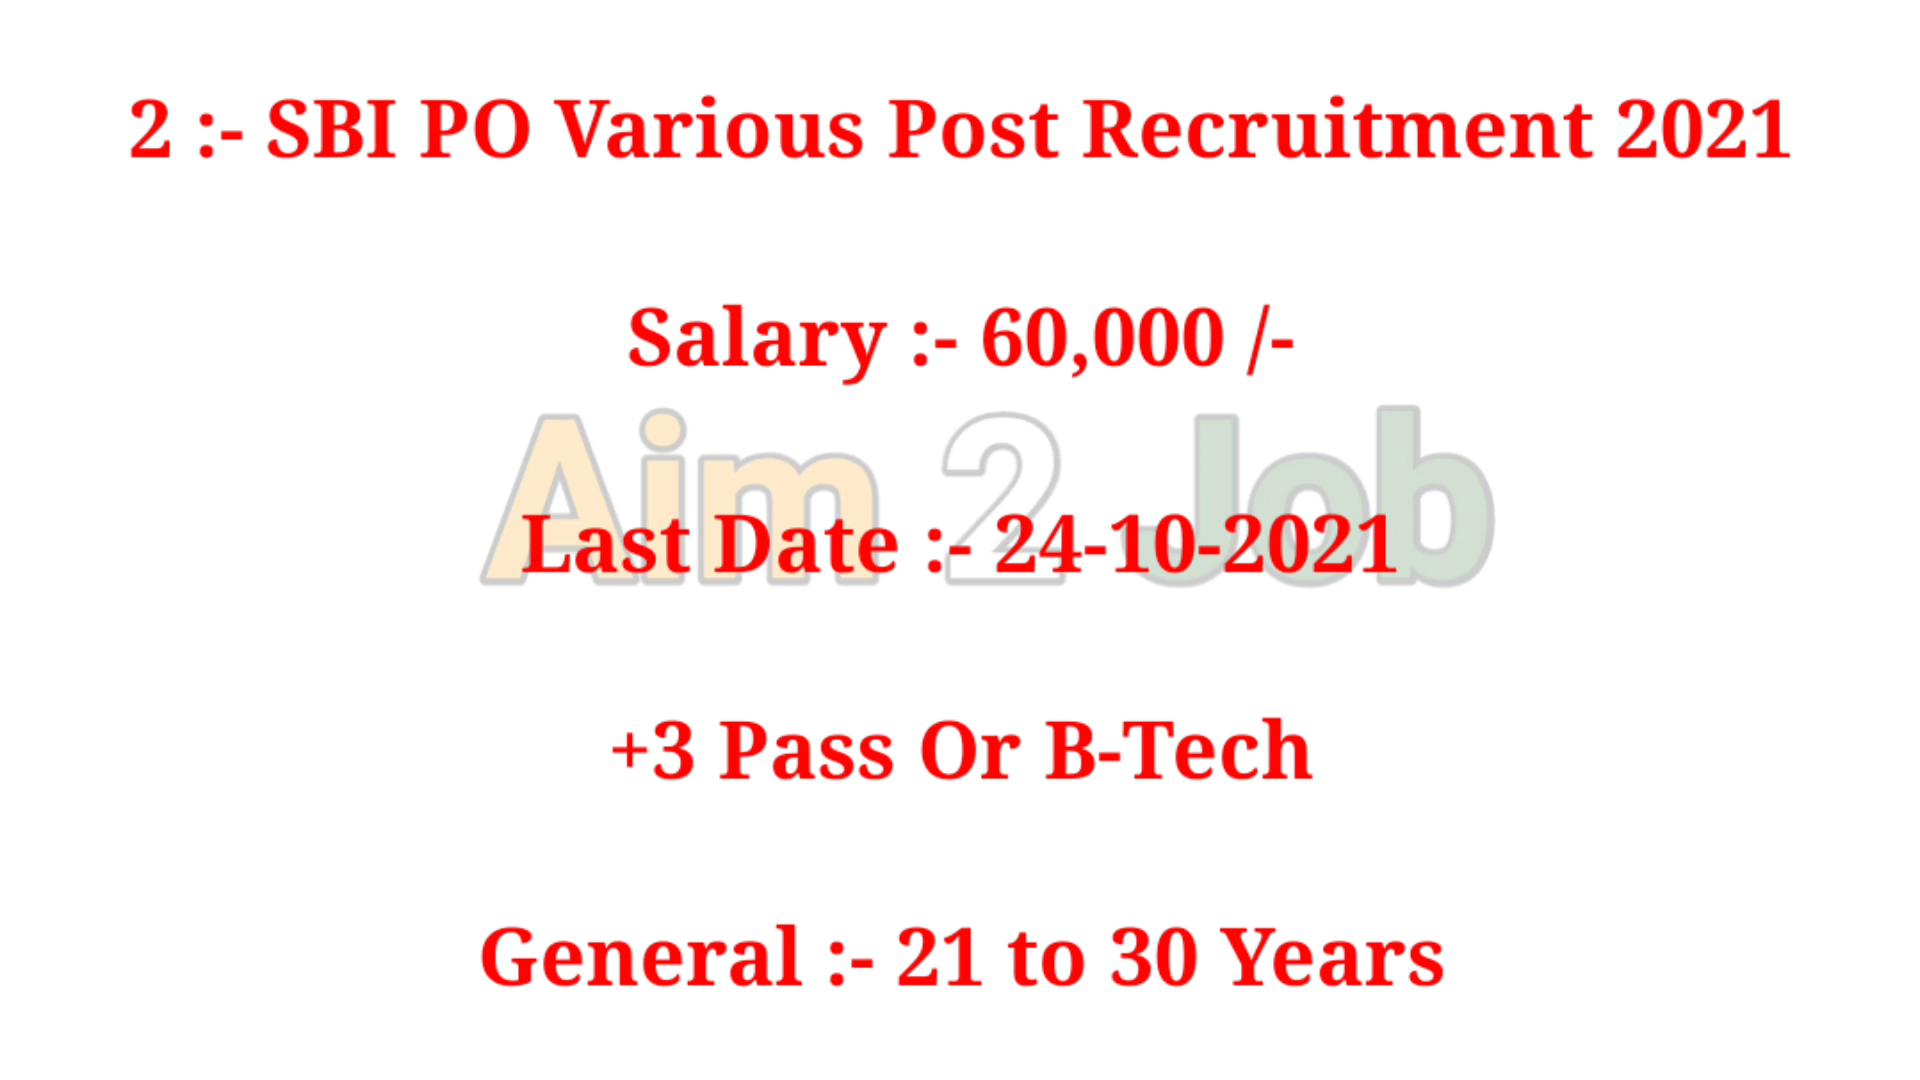 2 :- SBI PO Various Post Recruitment 2021
Salary :- 60,000 /-
Aim 2 Job
Last Date :- 24-10-2021
+3 Pass Or B-Tech
General :- 21 to 30 Years